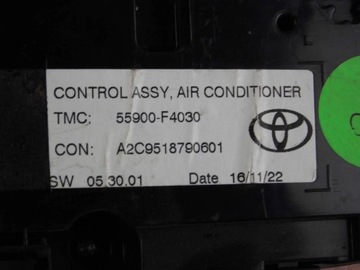 CONTROL ASSY, AIR CONDITIONER
TMC: 55900-F4030
CON: A2C9518790601
SW 05.30.01 Date 16/11/22